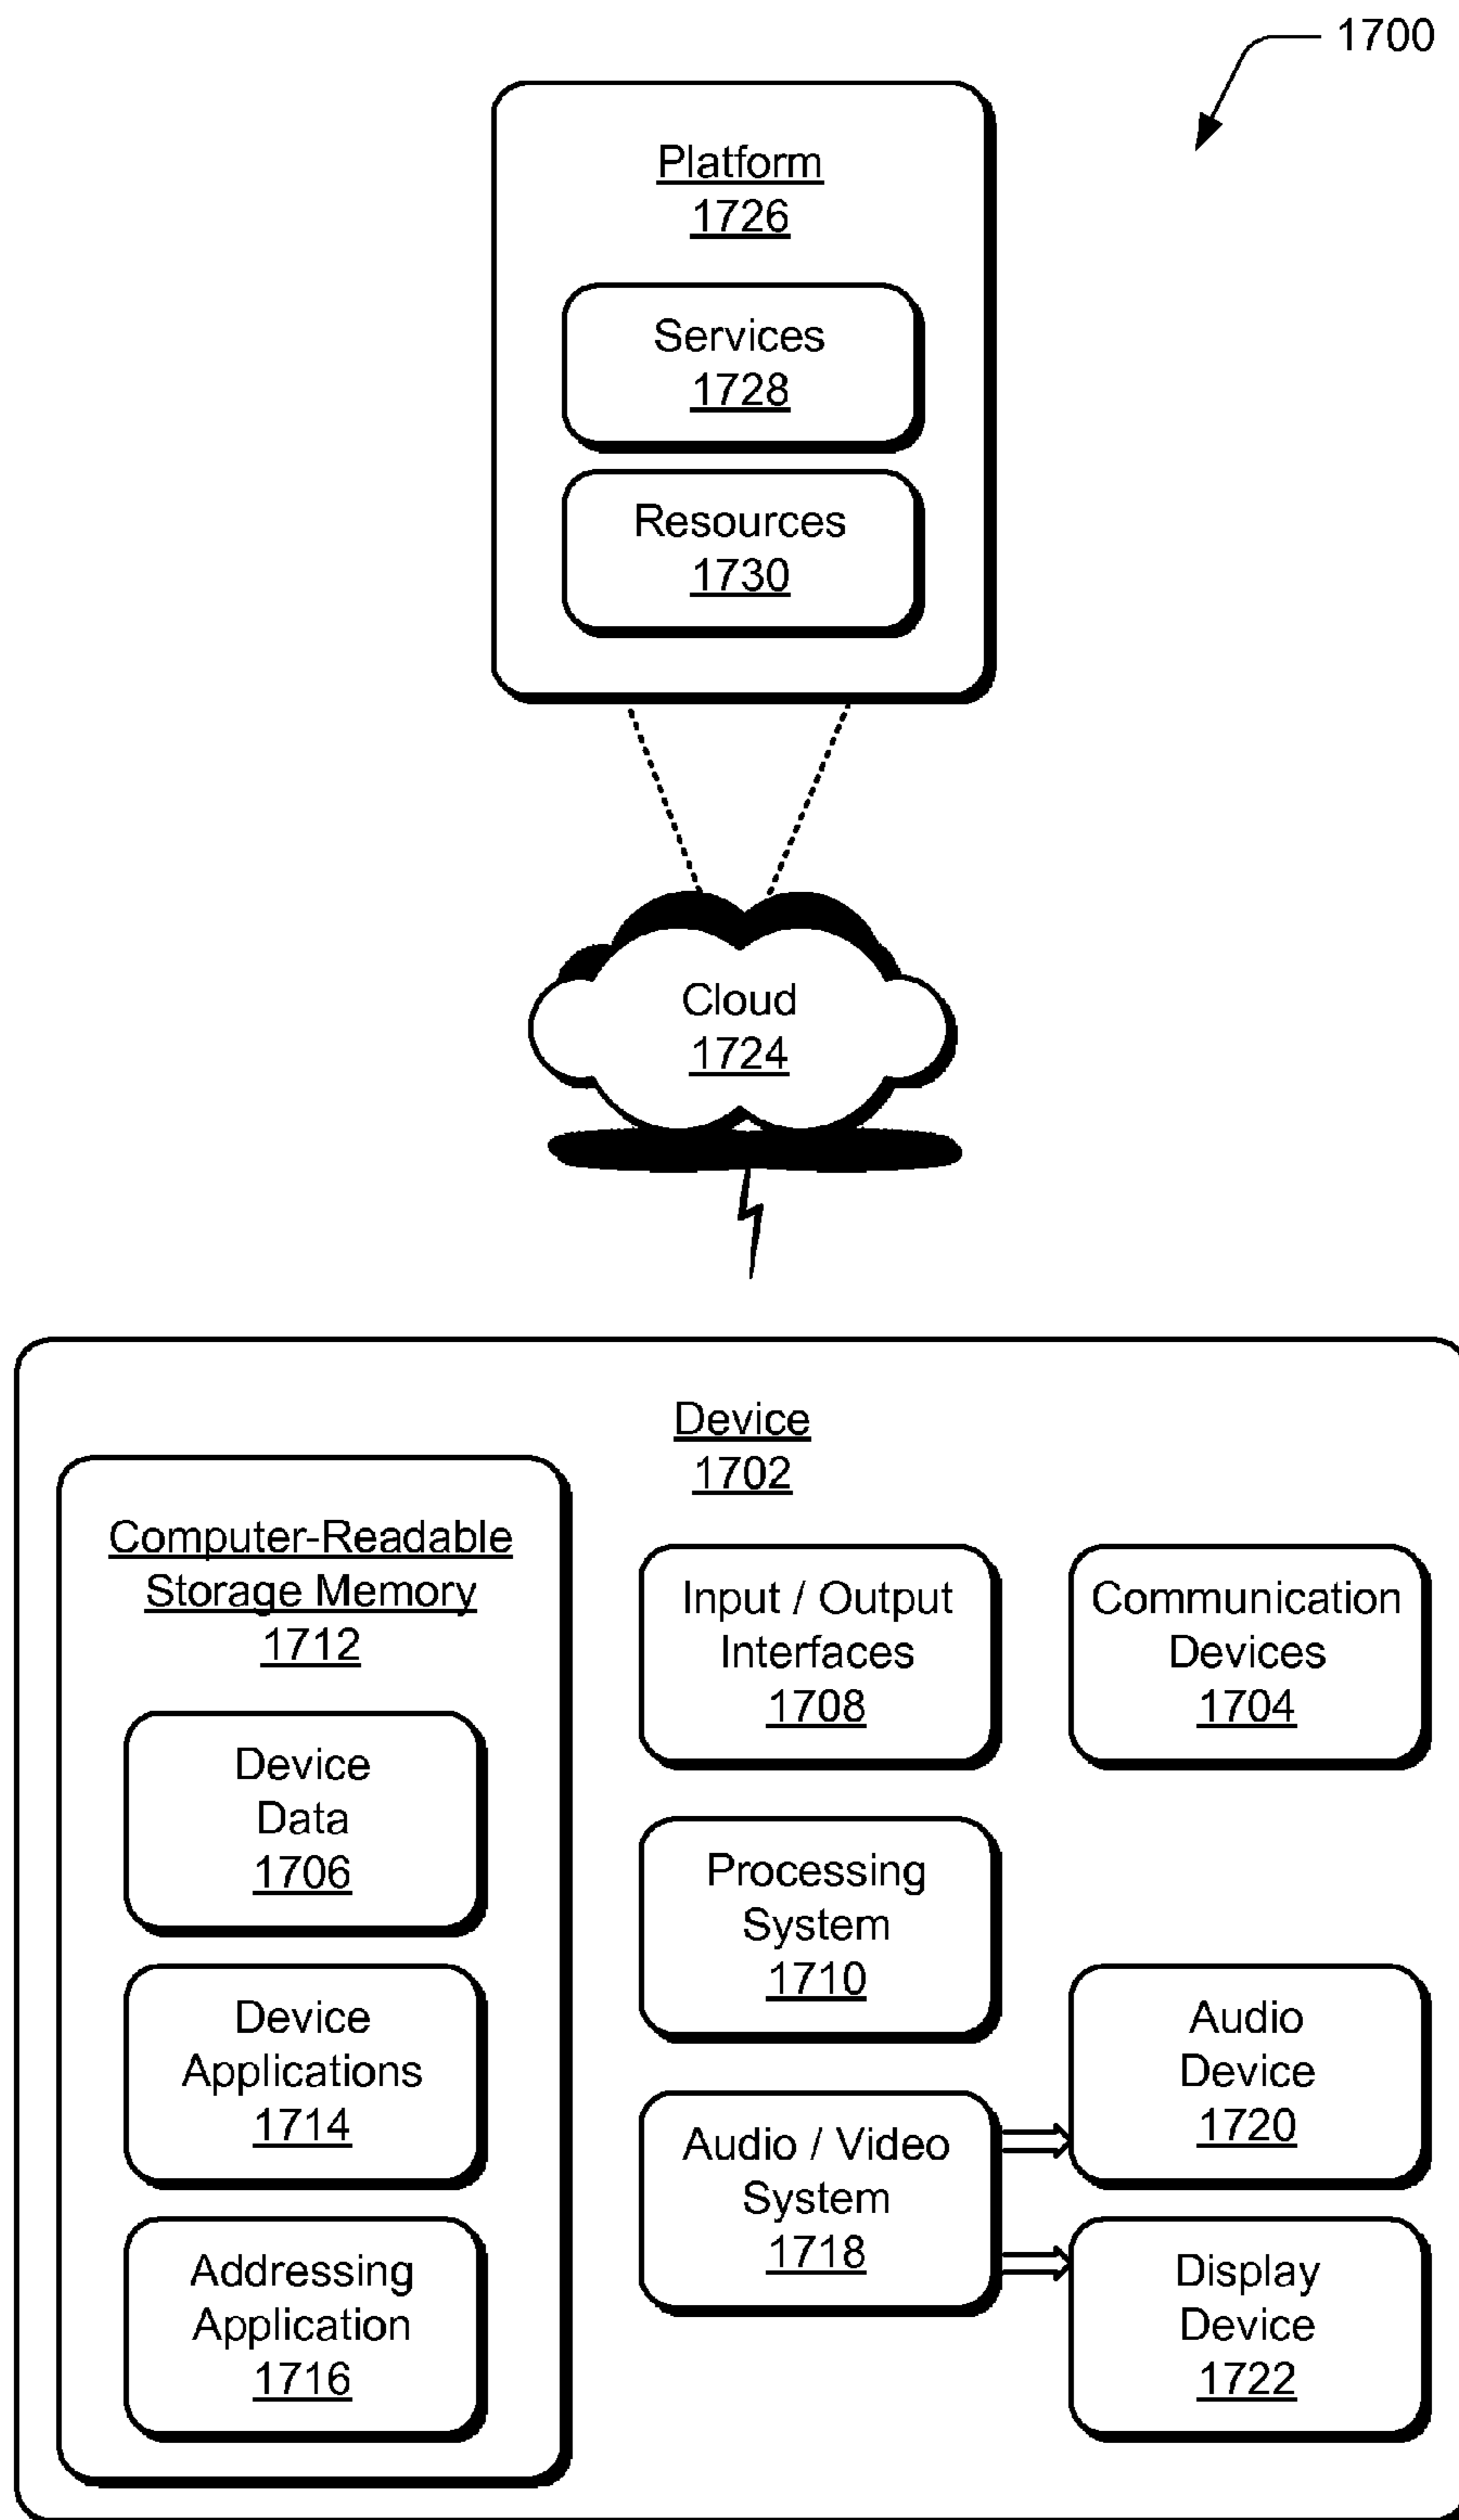 1700
Platform
1726
Services
1728
Resources
1730
Cloud
1724
Device
1702
Computer-Readable
Storage Memory
1712
Device
Data
1706
Device
Applications
1714
Addressing
Application
1716
Input / Output
Interfaces
1708
Processing
System
1710
Audio / Video
System
1718
Communication
Devices
1704
Audio
Device
1720
Display
Device
1722